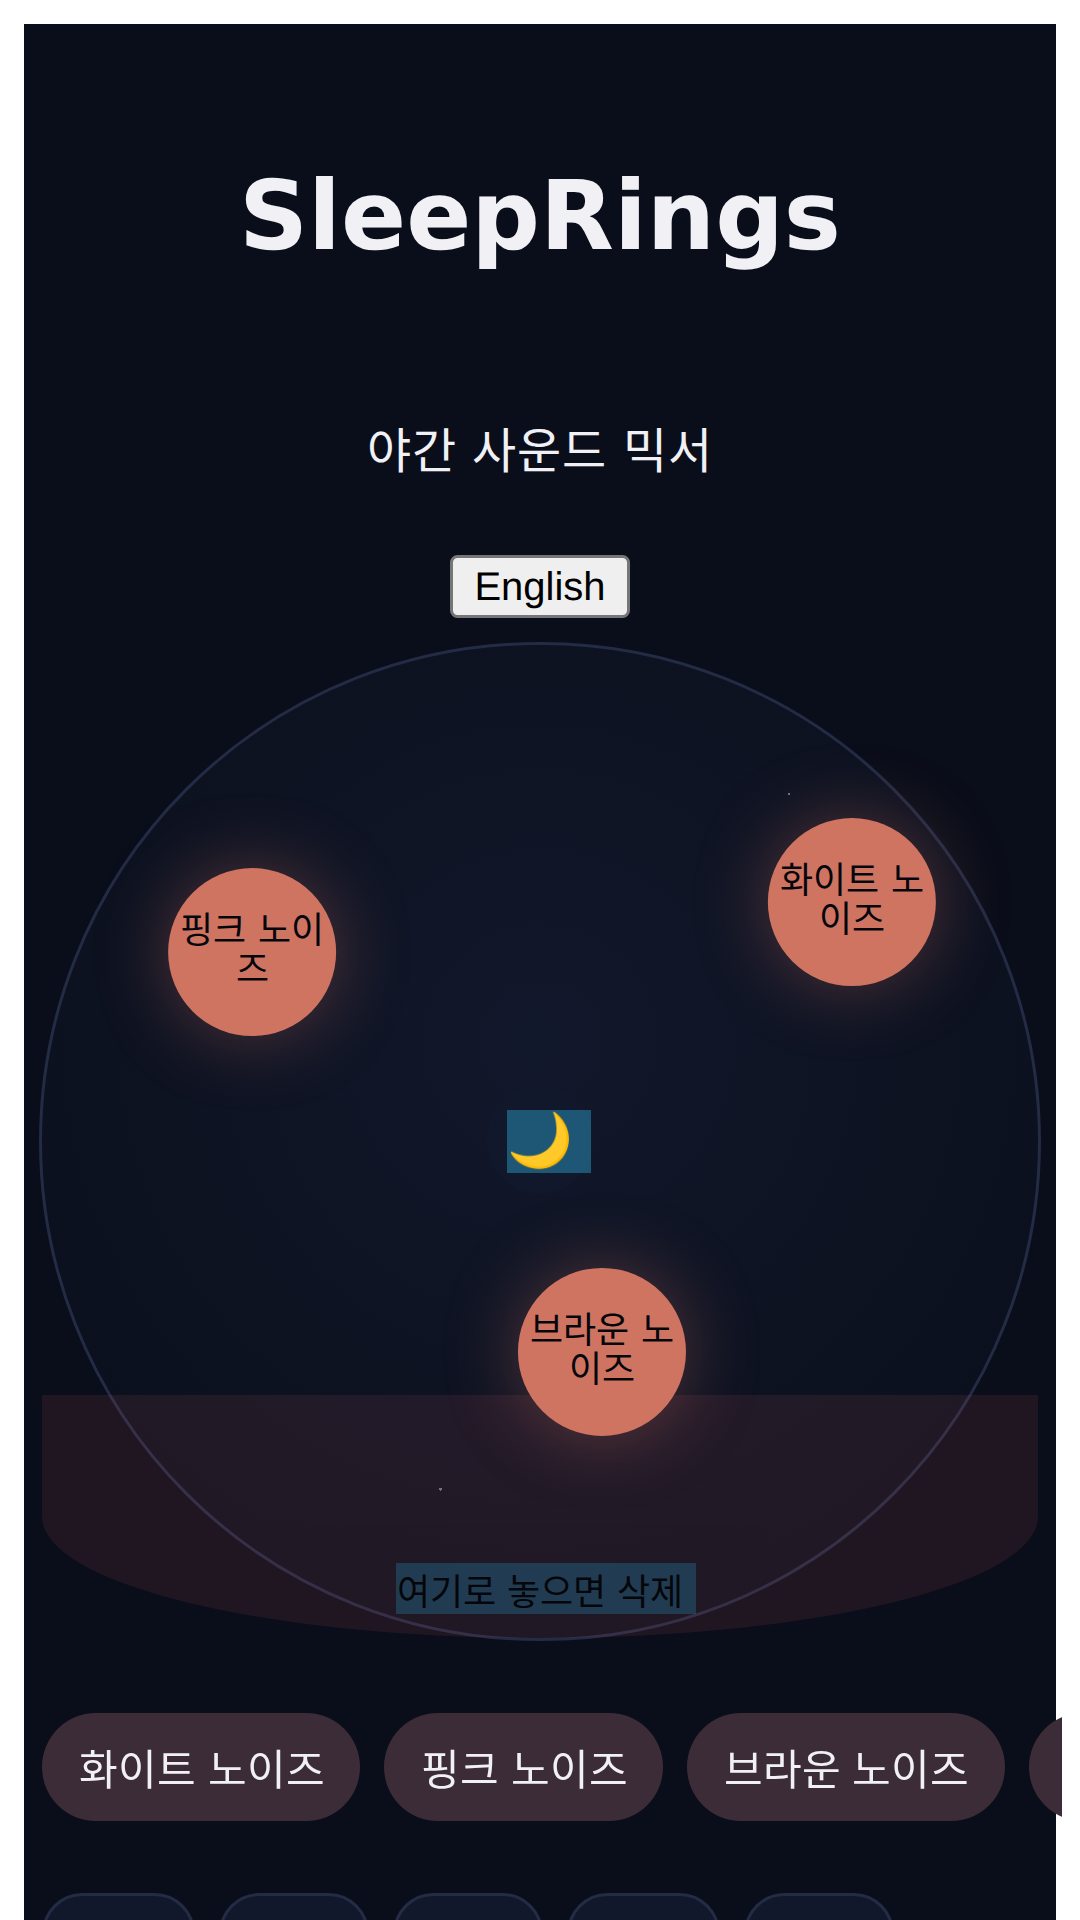 SleepRings
야간 사운드 믹서
English
화이트 노
이즈
핑크 노이
즈
브라운 노
이즈
여기로 놓으면 삭제
화이트 노이즈
핑크 노이즈
브라운 노이즈